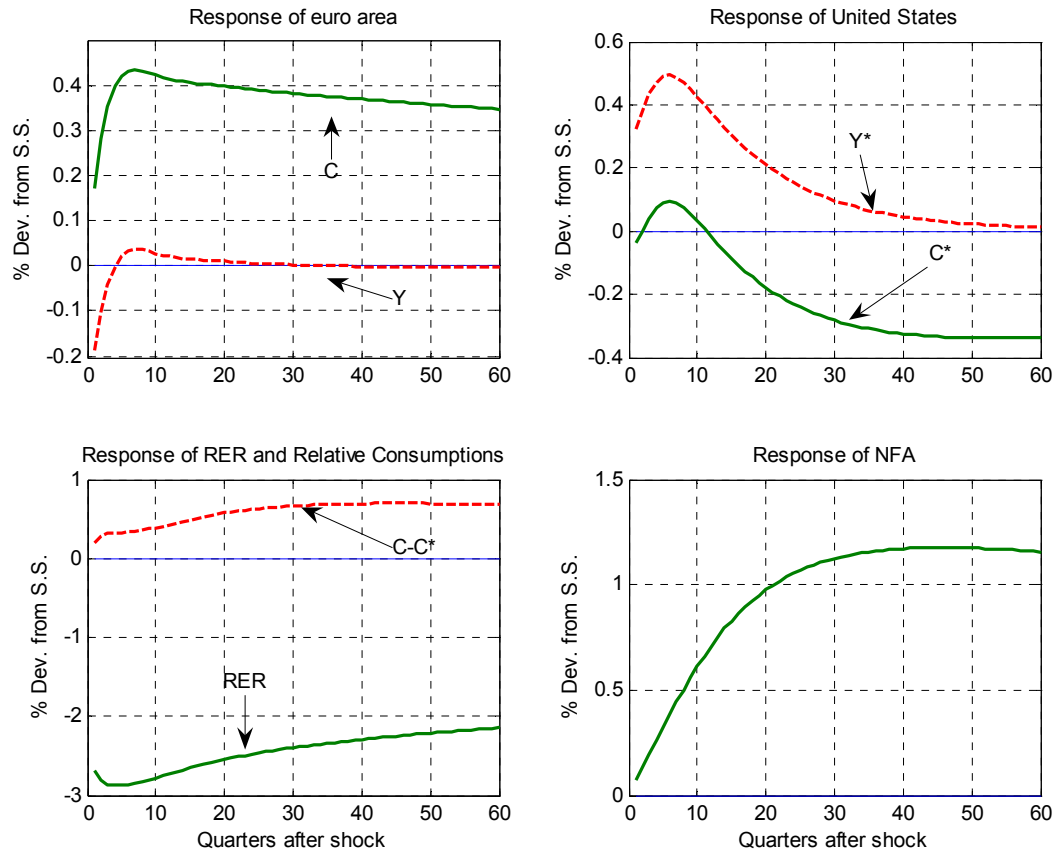 Response of euro area
% Dev. from S.S.
0.4
0.3
0.2
0.1
0
-0.1
-0.2
C
Y
0 10 20 30 40 50 60
Response of United States
% Dev. from S.S.
0.6
0.4
0.2
0
-0.2
-0.4
Y*
C*
0 10 20 30 40 50 60
Response of RER and Relative Consumptions
% Dev. from S.S.
1
0
-1
-2
-3
C-C*
RER
0 10 20 30 40 50 60
Quarters after shock
Response of NFA
% Dev. from S.S.
1.5
1
0.5
0
0 10 20 30 40 50 60
Quarters after shock